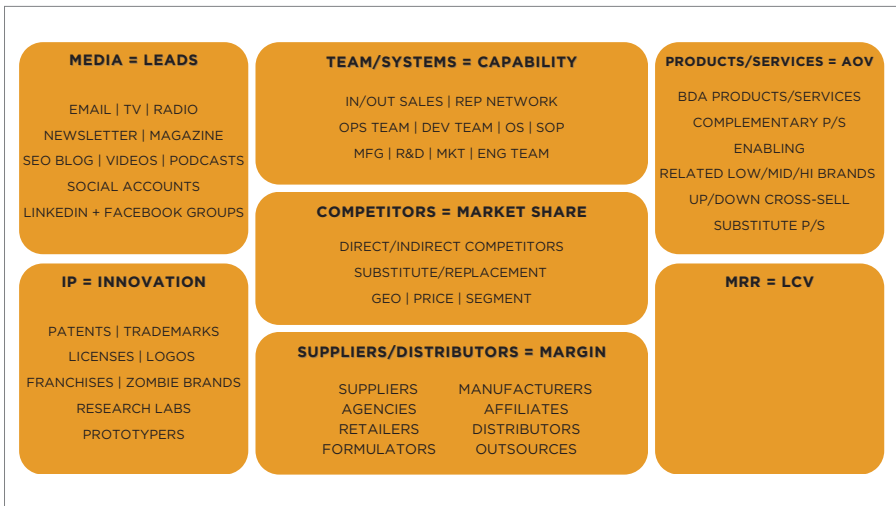 MEDIA = LEADS
EMAIL | TV | RADIO
NEWSLETTER | MAGAZINE
SEO BLOG | VIDEOS | PODCASTS
SOCIAL ACCOUNTS
LINKEDIN + FACEBOOK GROUPS
IP = INNOVATION
PATENTS | TRADEMARKS
LICENSES | LOGOS
FRANCHISES | ZOMBIE BRANDS
RESEARCH LABS
PROTOTYPERS
TEAM/SYSTEMS = CAPABILITY
IN/OUT SALES | REP NETWORK
OPS TEAM | DEV TEAM | OS | SOP
MFG | R&D | MKT | ENG TEAM
COMPETITORS = MARKET SHARE
DIRECT/INDIRECT COMPETITORS
SUBSTITUTE/REPLACEMENT
GEO | PRICE | SEGMENT
SUPPLIERS/DISTRIBUTORS = MARGIN
SUPPLIERS MANUFACTURERS
AGENCIES AFFILIATES
RETAILERS DISTRIBUTORS
FORMULATORS OUTSOURCES
PRODUCTS/SERVICES = AOV
BDA PRODUCTS/SERVICES
COMPLEMENTARY P/S
ENABLING
RELATED LOW/MID/HI BRANDS
UP/DOWN CROSS-SELL
SUBSTITUTE P/S
MRR = LCV